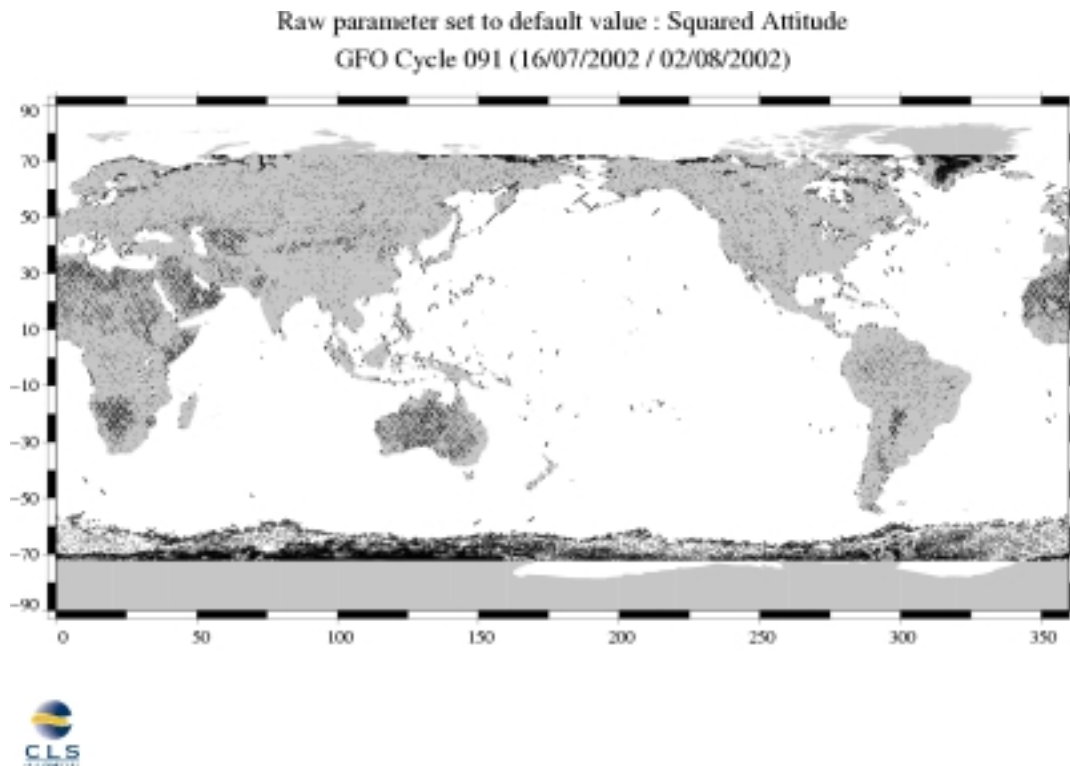 Raw parameter set to default value : Squared Attitude
GFO Cycle 091 (16/07/2002 / 02/08/2002)
90
70
50
30
10
−10
−30
−50
−70
−90
0 50 100 150 200 250 300 350
CLS